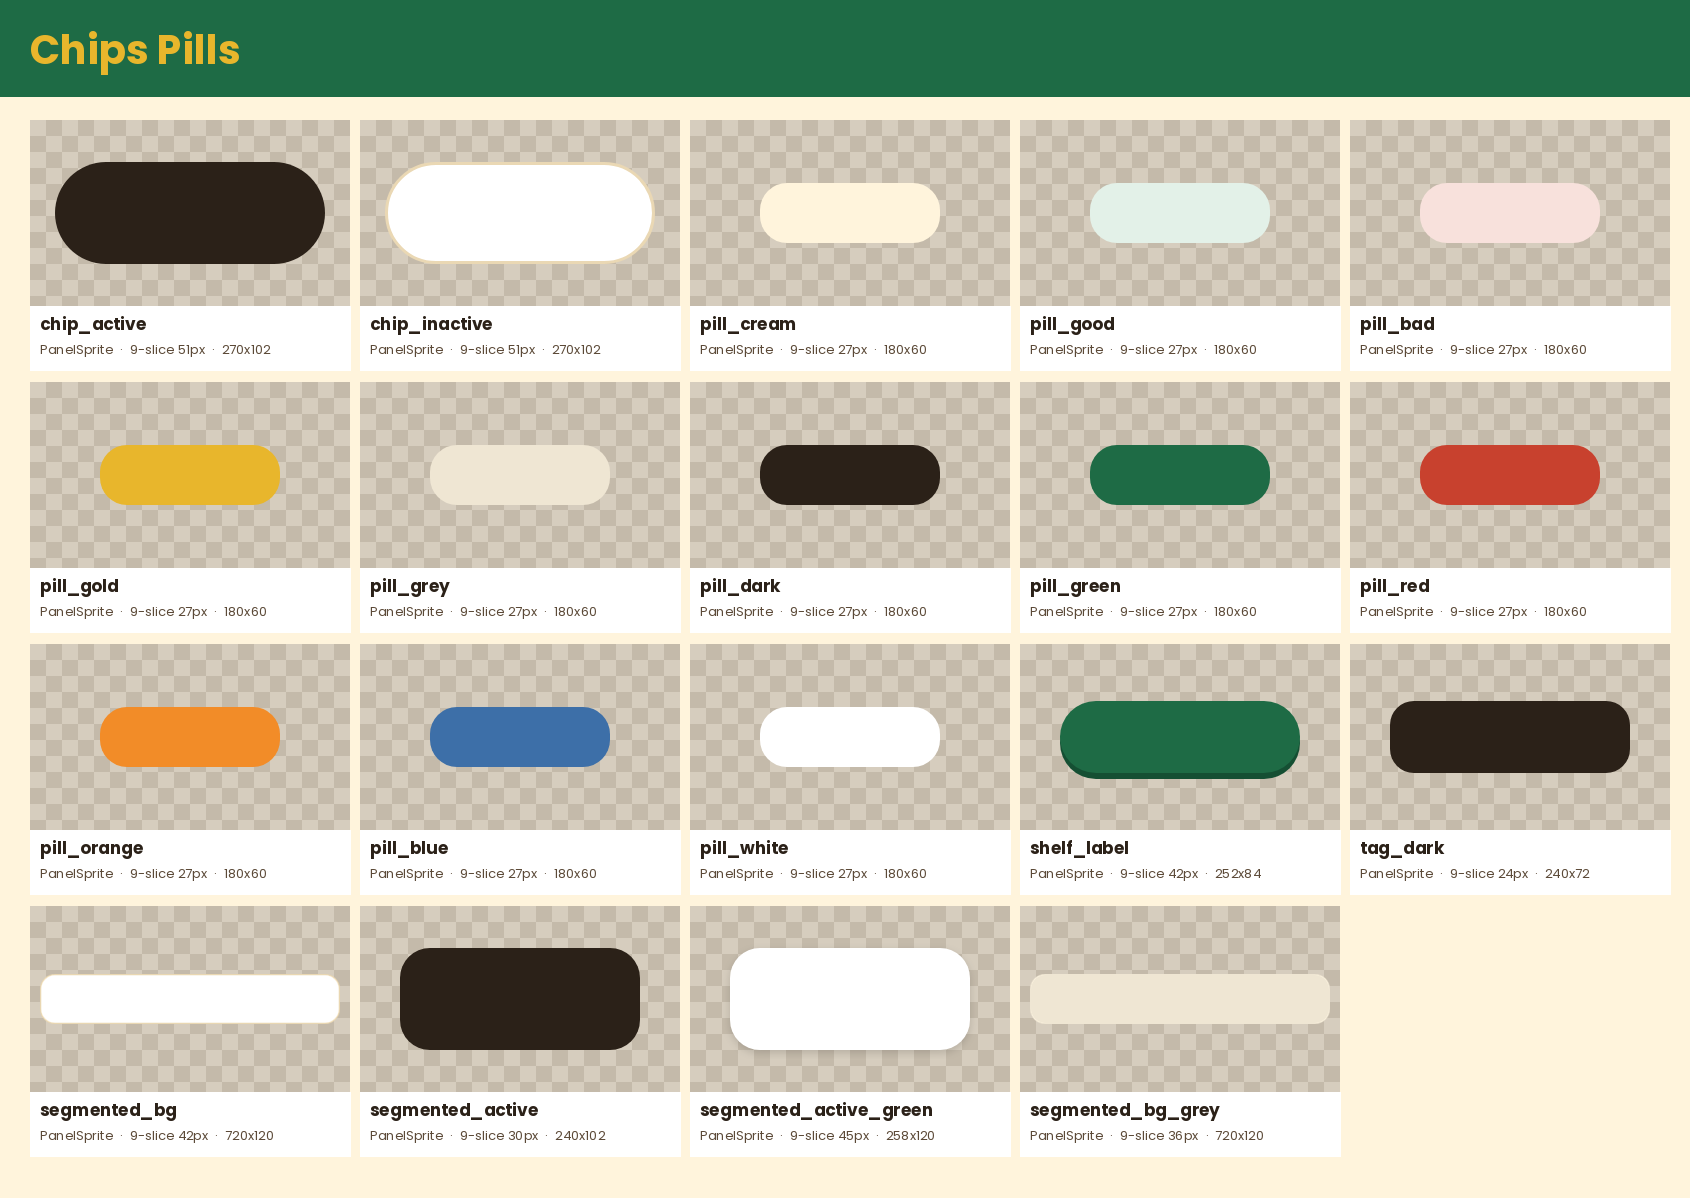 Chips Pills
chip_active
PanelSprite · 9-slice 51px · 270x102
chip_inactive
PanelSprite · 9-slice 51px · 270x102
pill_cream
PanelSprite · 9-slice 27px · 180x60
pill_good
PanelSprite · 9-slice 27px · 180x60
pill_bad
PanelSprite · 9-slice 27px · 180x60
pill_gold
PanelSprite · 9-slice 27px · 180x60
pill_grey
PanelSprite · 9-slice 27px · 180x60
pill_dark
PanelSprite · 9-slice 27px · 180x60
pill_green
PanelSprite · 9-slice 27px · 180x60
pill_red
PanelSprite · 9-slice 27px · 180x60
pill_orange
PanelSprite · 9-slice 27px · 180x60
pill_blue
PanelSprite · 9-slice 27px · 180x60
pill_white
PanelSprite · 9-slice 27px · 180x60
shelf_label
PanelSprite · 9-slice 42px · 252x84
tag_dark
PanelSprite · 9-slice 24px · 240x72
segmented_bg
PanelSprite · 9-slice 42px · 720x120
segmented_active
PanelSprite · 9-slice 30px · 240x102
segmented_active_green
PanelSprite · 9-slice 45px · 258x120
segmented_bg_grey
PanelSprite · 9-slice 36px · 720x120